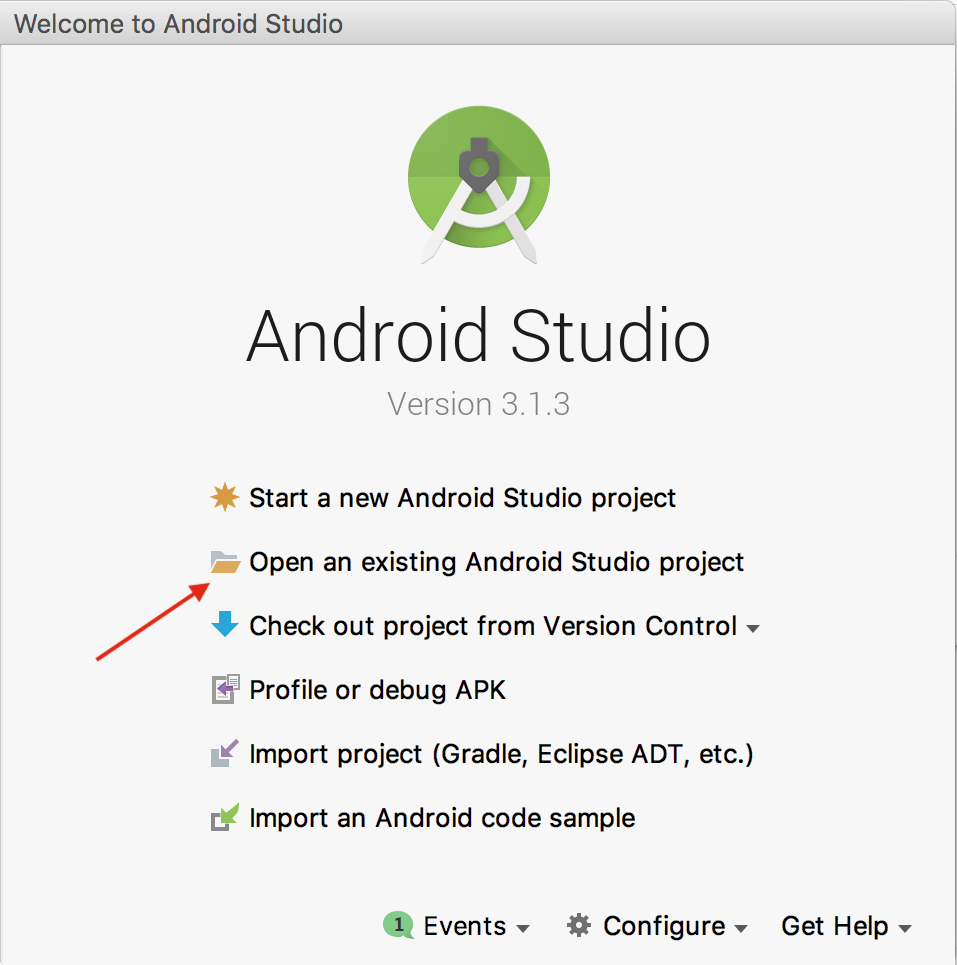 Welcome to Android Studio
Android Studio
Version 3.1.3
Start a new Android Studio project
Open an existing Android Studio project
Check out project from Version Control
Profile or debug APK
Import project (Gradle, Eclipse ADT, etc.)
Import an Android code sample
1 Events Configure Get Help